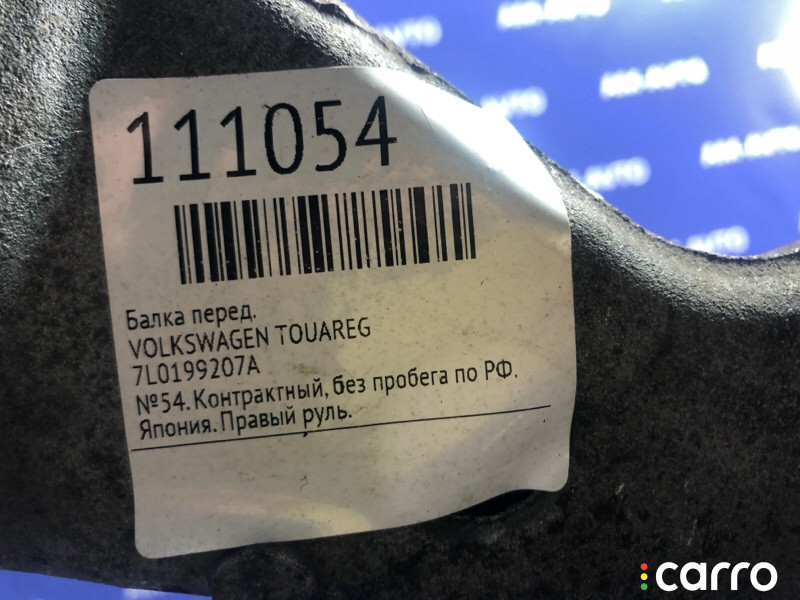 111054
Балка перед.
VOLKSWAGEN TOUAREG
7L0199207A
№54. Контрактный, без пробега по РФ.
Япония. Правый руль.
carro